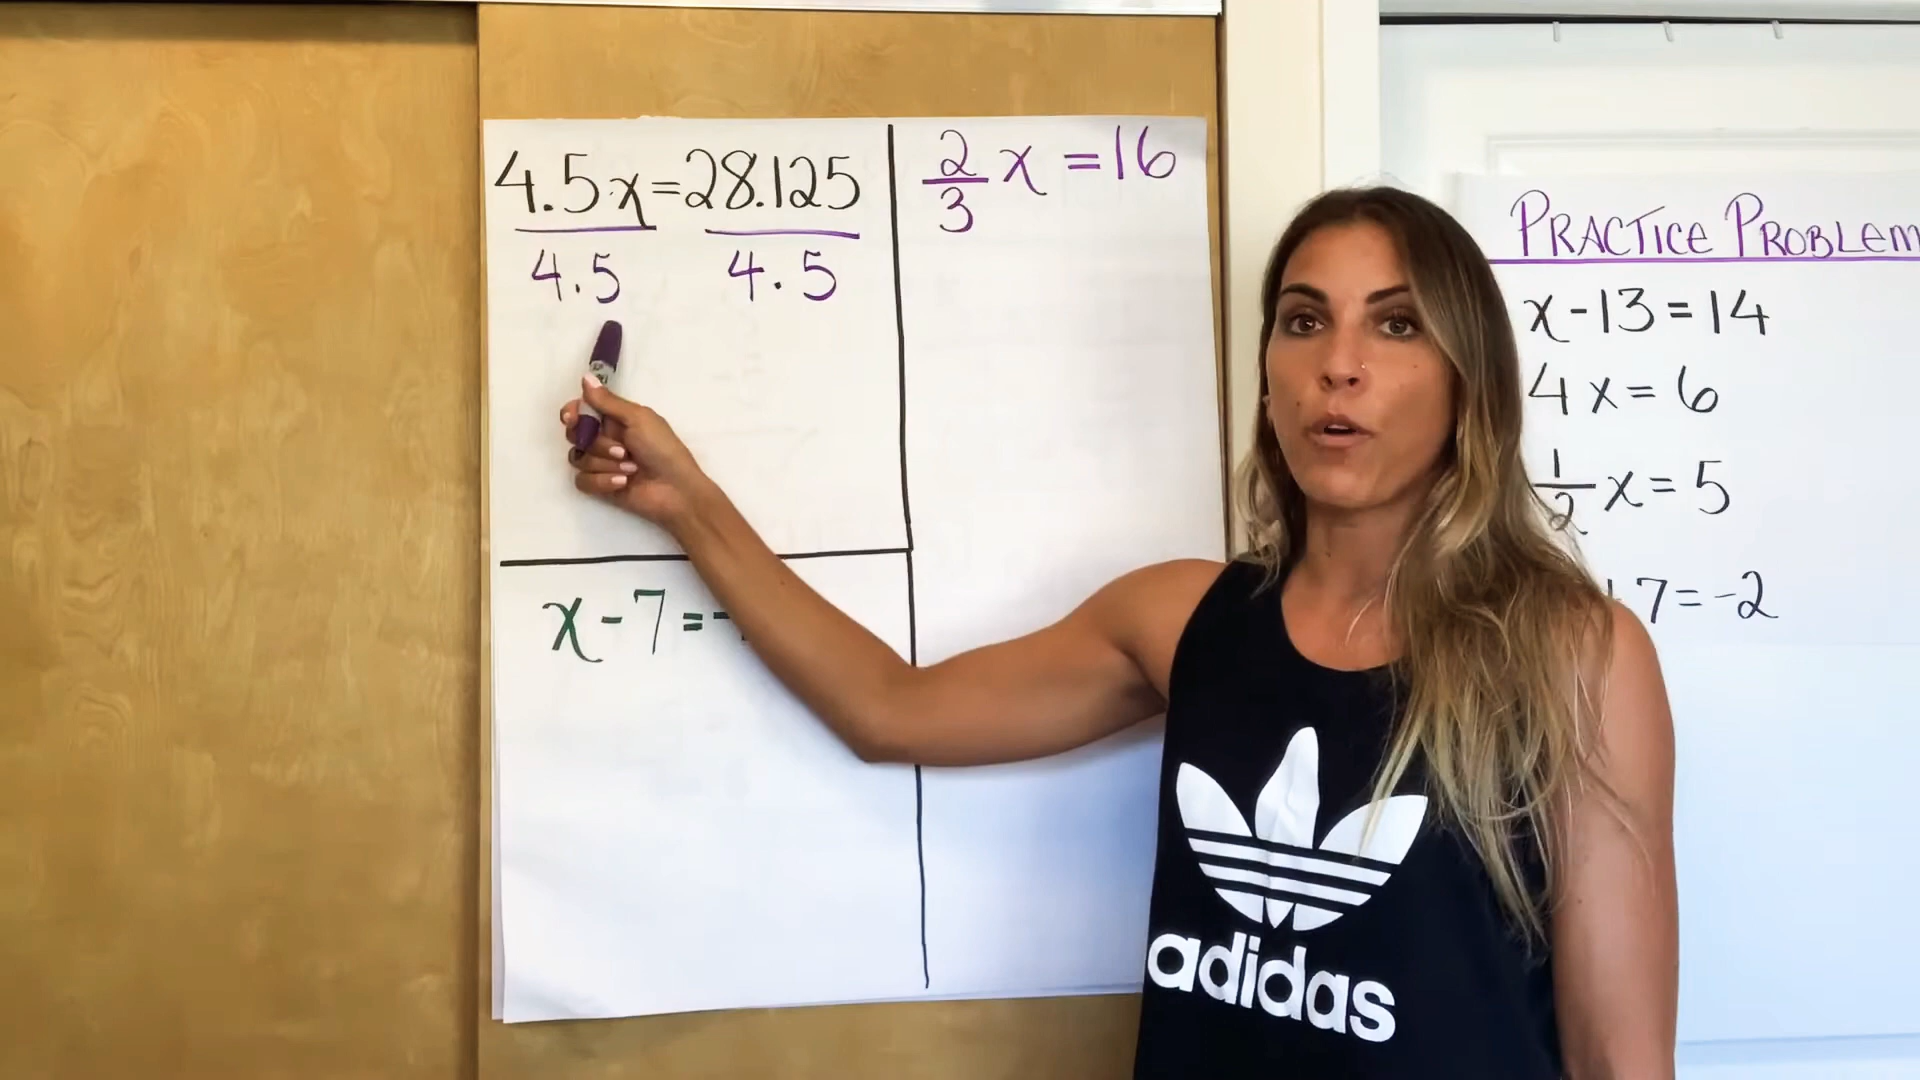 4.5·x=28.125
4.5 4.5
2/3 x =16
x-7=-
PRACTICE PROBLEM
x-13=14
4x=6
1/2 x=5
7=-2
adidas